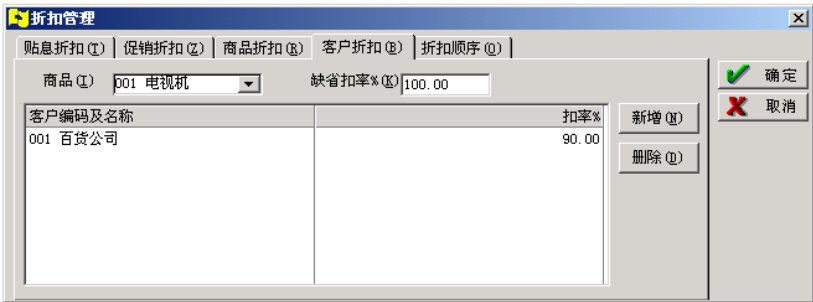 折扣管理
贴息折扣(T) 促销折扣(Z) 商品折扣(R) 客户折扣(B) 折扣顺序(O)
商品(I) 001 电视机 缺省扣率%(K) 100.00
确定
取消
客户编码及名称 扣率%
001 百货公司 90.00
新增(N)
删除(D)